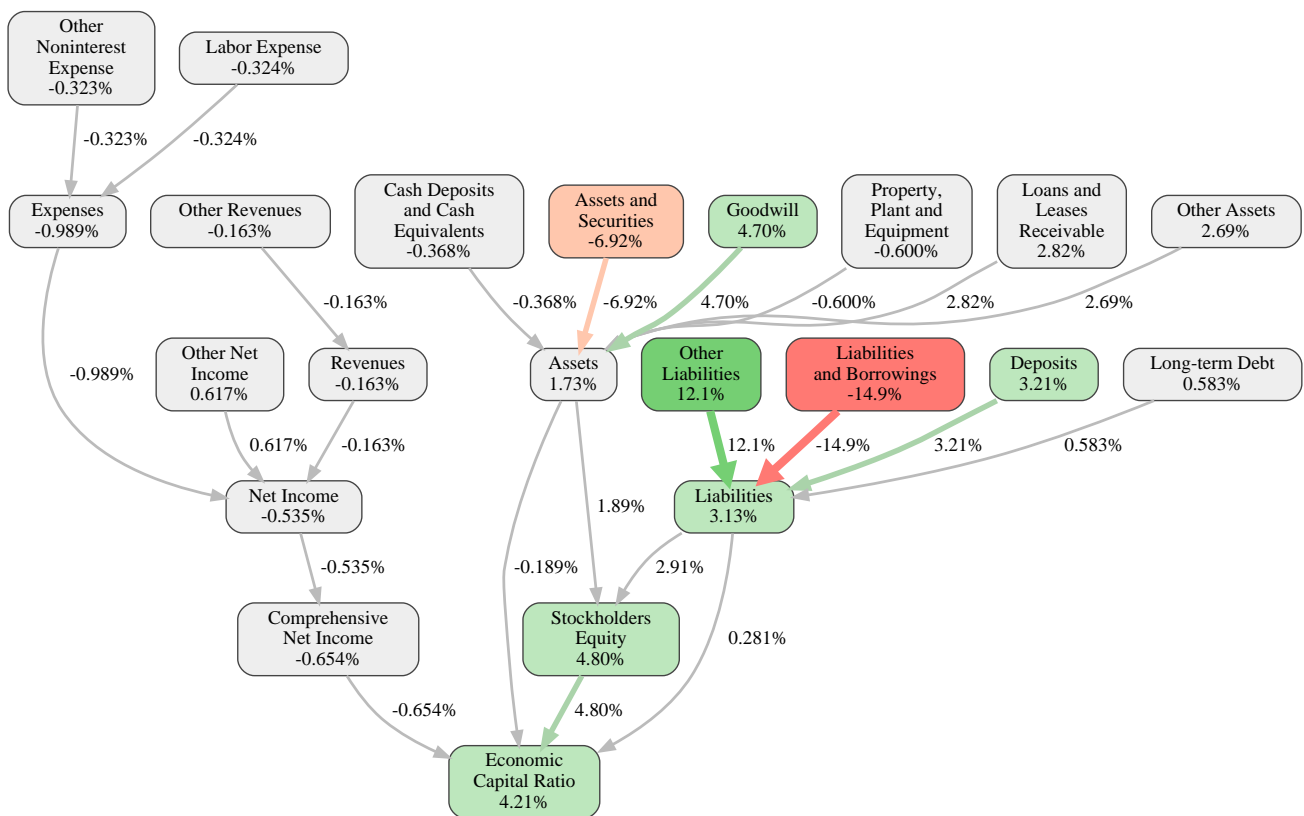 Other
Noninterest
Expense
-0.323%
Labor Expense
-0.324%
-0.323%
-0.324%
Expenses
-0.989%
Other Revenues
-0.163%
Cash Deposits
and Cash
Equivalents
-0.368%
Assets and
Securities
-6.92%
Goodwill
4.70%
Property,
Plant and
Equipment
-0.600%
Loans and
Leases
Receivable
2.82%
Other Assets
2.69%
-0.163%
-0.368%
-6.92%
4.70%
-0.600%
2.82%
2.69%
-0.989%
Other Net
Income
0.617%
Revenues
-0.163%
Assets
1.73%
Other
Liabilities
12.1%
Liabilities
and Borrowings
-14.9%
Deposits
3.21%
Long-term Debt
0.583%
0.617%
-0.163%
12.1%
-14.9%
3.21%
0.583%
Net Income
-0.535%
1.89%
Liabilities
3.13%
-0.535%
-0.189%
2.91%
Comprehensive
Net Income
-0.654%
Stockholders
Equity
4.80%
0.281%
-0.654%
4.80%
Economic
Capital Ratio
4.21%